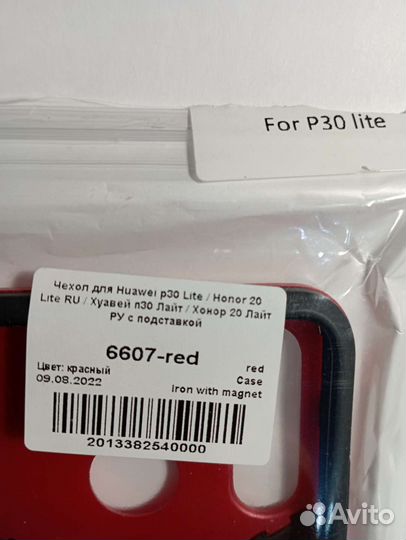 For P30 lite
Чехол для Huawei p30 Lite / Honor 20
Lite RU / Хуавей п30 Лайт / Хонор 20 Лайт
РУ с подставкой
6607-red
red
Цвет: красный
Case
09.08.2022
Iron with magnet
2013382540000
Avito